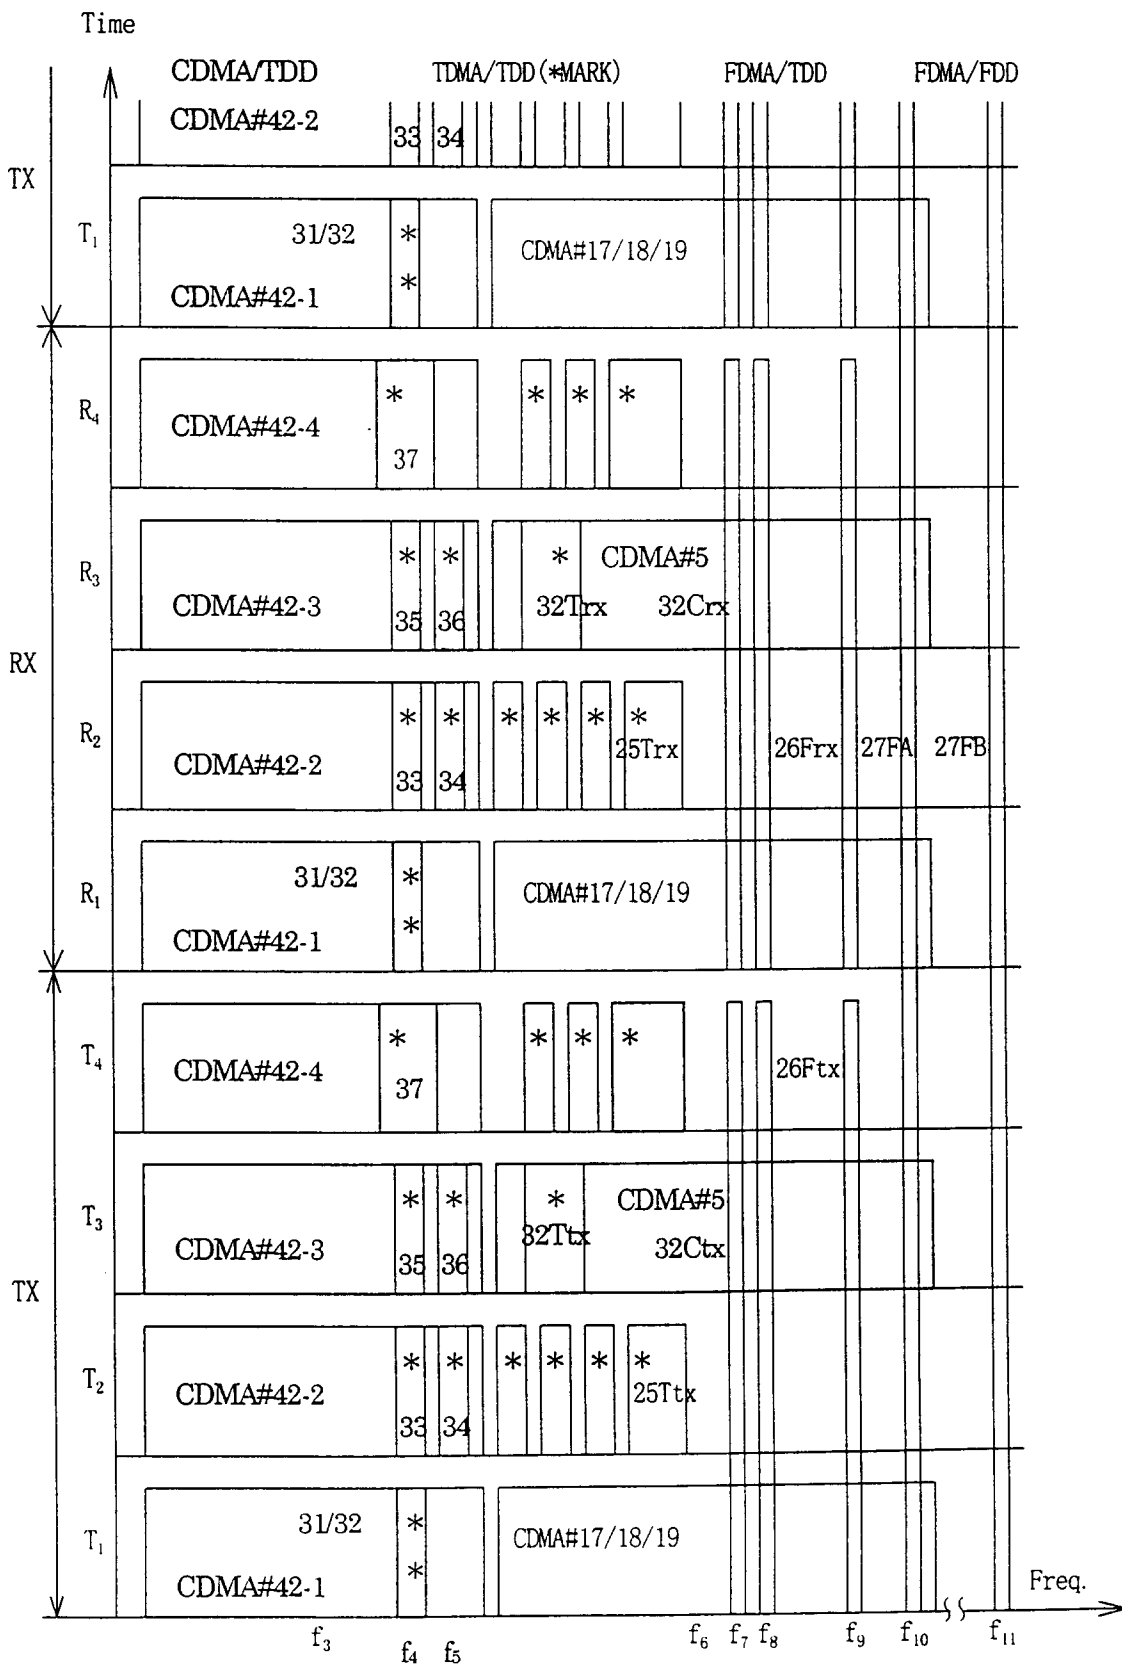 Time
CDMA/TDD TDMA/TDD(*MARK) FDMA/TDD FDMA/FDD
CDMA#42-2 33 34
TX
T₁ 31/32 * CDMA#17/18/19
*
CDMA#42-1
R₄ * * * *
CDMA#42-4
37
R₃ * * * CDMA#5
CDMA#42-3 35 36 32Trx 32Crx
RX
R₂ * * * * * *
CDMA#42-2 33 34 25Trx 26Frx 27FA 27FB
R₁ 31/32 * CDMA#17/18/19
*
CDMA#42-1
T₄ * * * *
CDMA#42-4 37 26Ftx
T₃ * * * CDMA#5
CDMA#42-3 35 36 32Ttx 32Ctx
TX
T₂ * * * * * *
CDMA#42-2 33 34 25Ttx
T₁ 31/32 * CDMA#17/18/19
*
CDMA#42-1
Freq.
f₃ f₄ f₅ f₆ f₇ f₈ f₉ f₁₀ f₁₁